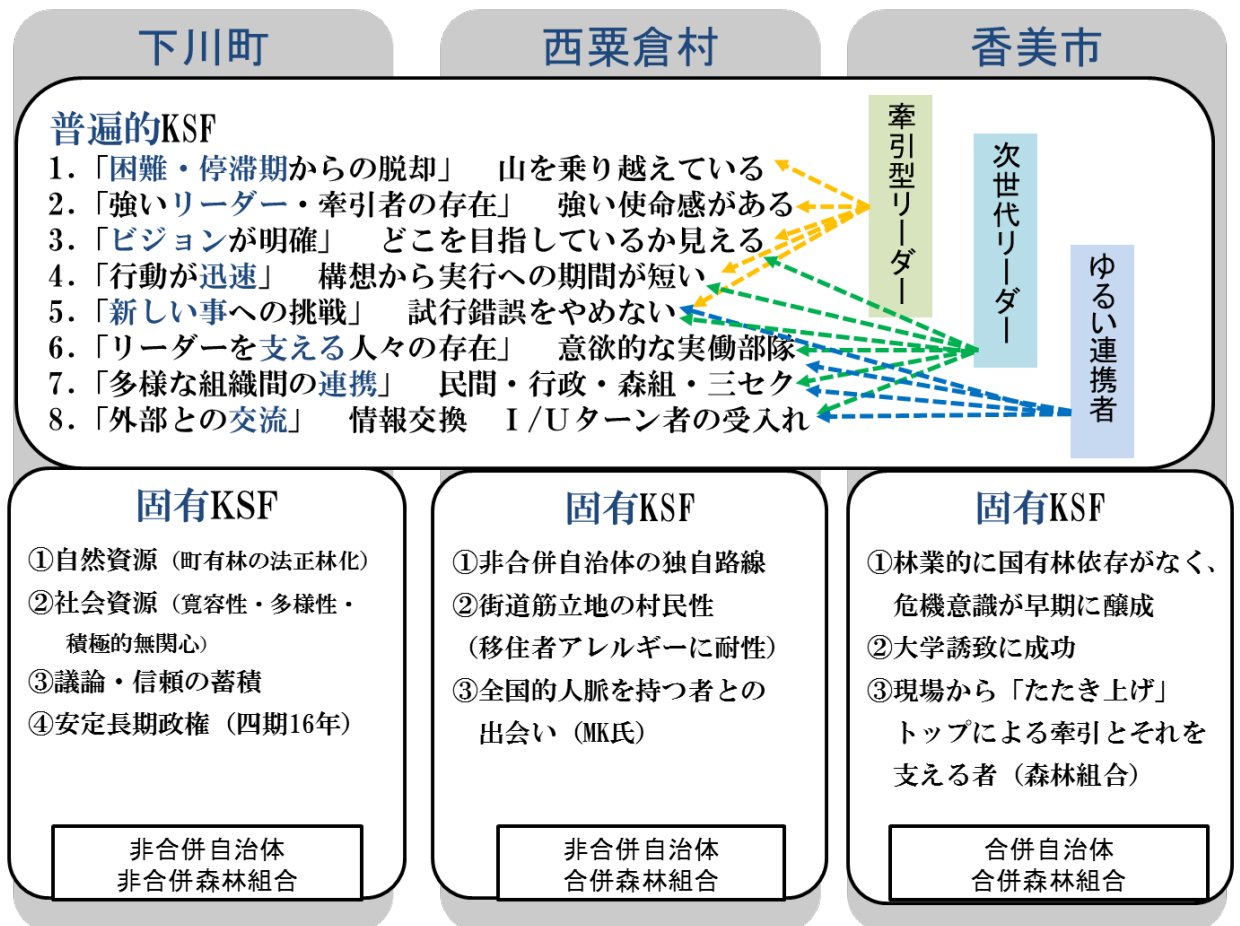 下川町
西粟倉村
香美市
普遍的KSF
1.「困難・停滞期からの脱却」 山を乗り越えている
2.「強いリーダー・牽引者の存在」 強い使命感がある
3.「ビジョンが明確」 どこを目指しているか見える
4.「行動が迅速」 構想から実行への期間が短い
5.「新しい事への挑戦」 試行錯誤をやめない
6.「リーダーを支える人々の存在」 意欲的な実働部隊
7.「多様な組織間の連携」 民間・行政・森組・三セク
8.「外部との交流」 情報交換 I/Uターン者の受入れ
牽引型リーダー
次世代リーダー
ゆるい連携者
固有KSF
①自然資源（町有林の法正林化）
②社会資源（寛容性・多様性・
積極的無関心）
③議論・信頼の蓄積
④安定長期政権（四期16年）
非合併自治体
非合併森林組合
固有KSF
①非合併自治体の独自路線
②街道筋立地の村民性
（移住者アレルギーに耐性）
③全国的人脈を持つ者との
出会い（MK氏）
非合併自治体
合併森林組合
固有KSF
①林業的に国有林依存がなく、
危機意識が早期に醸成
②大学誘致に成功
③現場から「たたき上げ」
トップによる牽引とそれを
支える者（森林組合）
合併自治体
合併森林組合